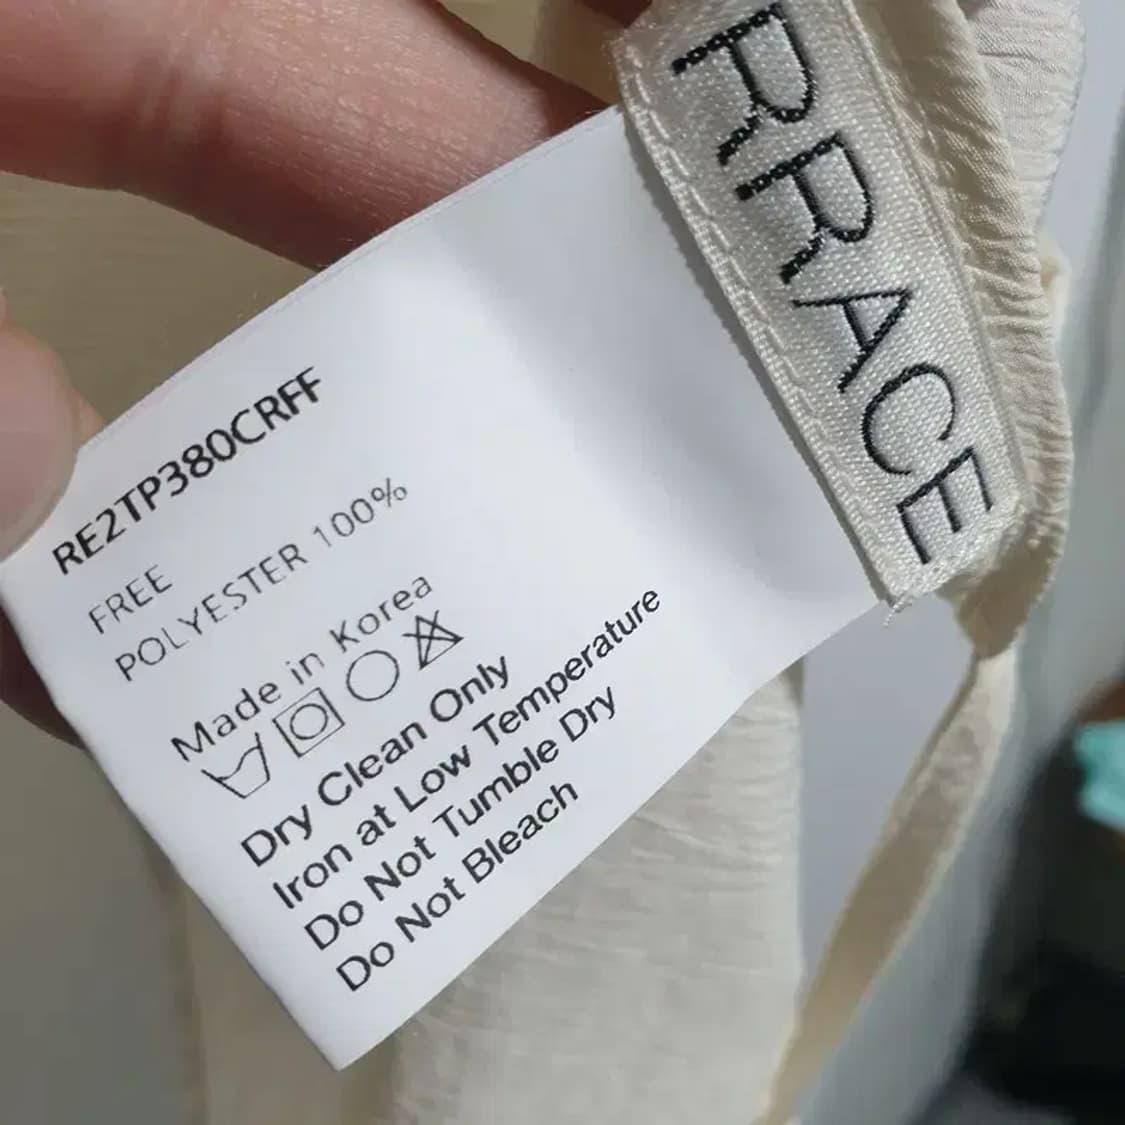 RRACE
RE2TP380CRFF
FREE
POLYESTER 100%
Made in Korea
Dry Clean Only
Iron at Low Temperature
Do Not Tumble Dry
Do Not Bleach